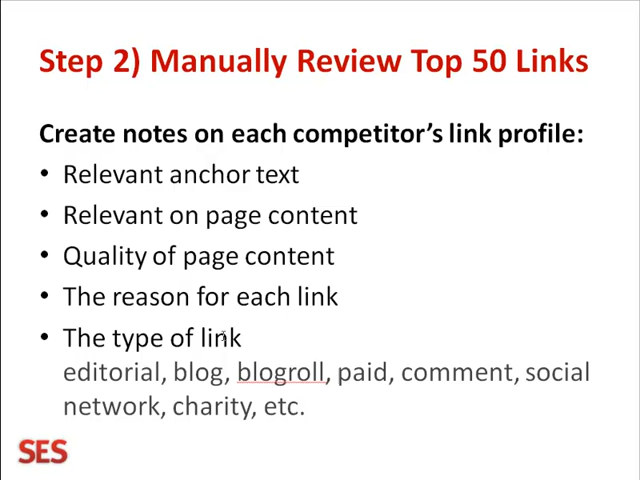 Step 2) Manually Review Top 50 Links
Create notes on each competitor's link profile:
• Relevant anchor text
• Relevant on page content
• Quality of page content
• The reason for each link
• The type of link
editorial, blog, blogroll, paid, comment, social
network, charity, etc.
SES